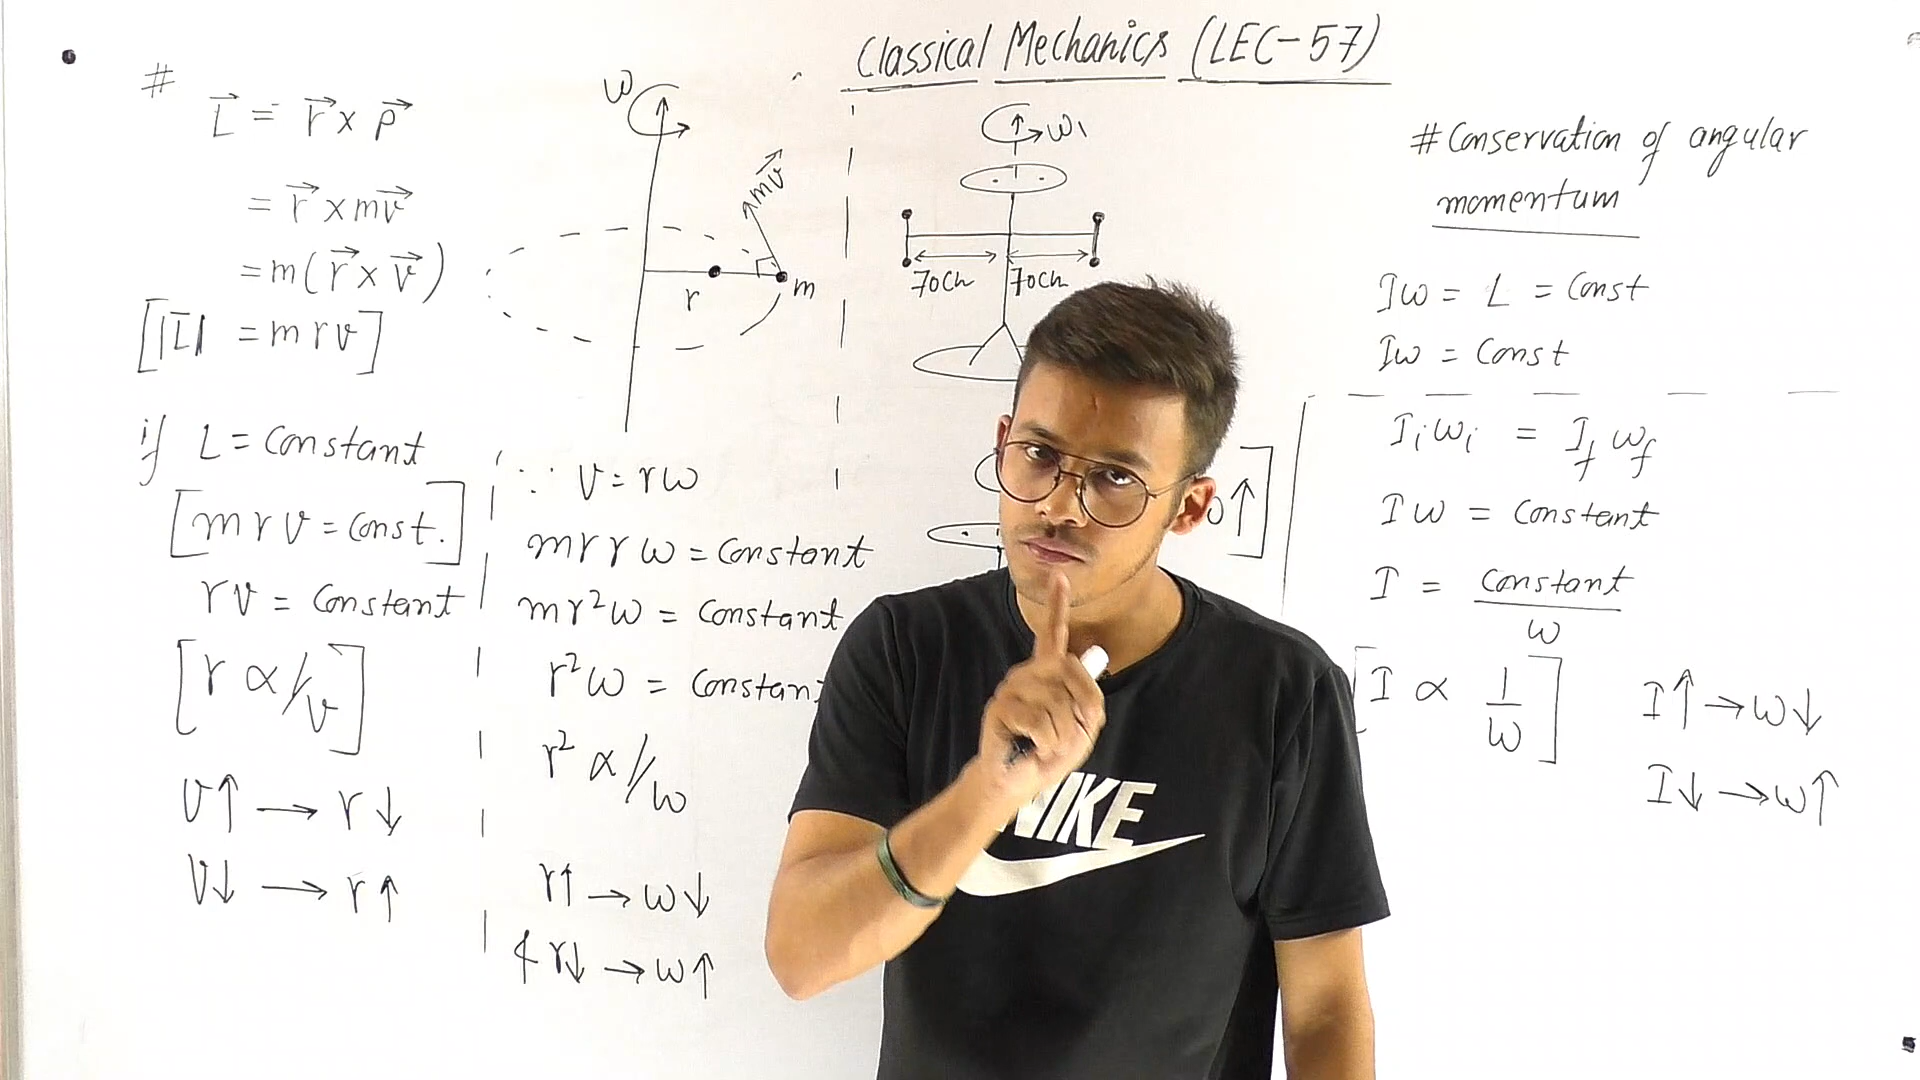 Classical Mechanics (LEC-57)
#
L⃗ = r⃗ × p⃗
= r⃗ × mv⃗
= m(r⃗ × v⃗)
[|L⃗| = mrv]
if L = Constant
[mrv = Const.]
rv = Constant
[r ∝ 1/v]
v↑ → r↓
v↓ → r↑
ω
mv⃗
r
m
∵ v = rω
mrrω = Constant
mr²ω = Constant
r²ω = Constan
r² ∝ 1/ω
r↑ → ω↓
& r↓ → ω↑
ω₁
70cm 70cm
↑]
# Conservation of angular
momentum
Iω = L = Const
Iω = Const
Iᵢωᵢ = I_f ω_f
Iω = Constant
I = Constant/ω
[I ∝ 1/ω]
I↑ → ω↓
I↓ → ω↑
NIKE